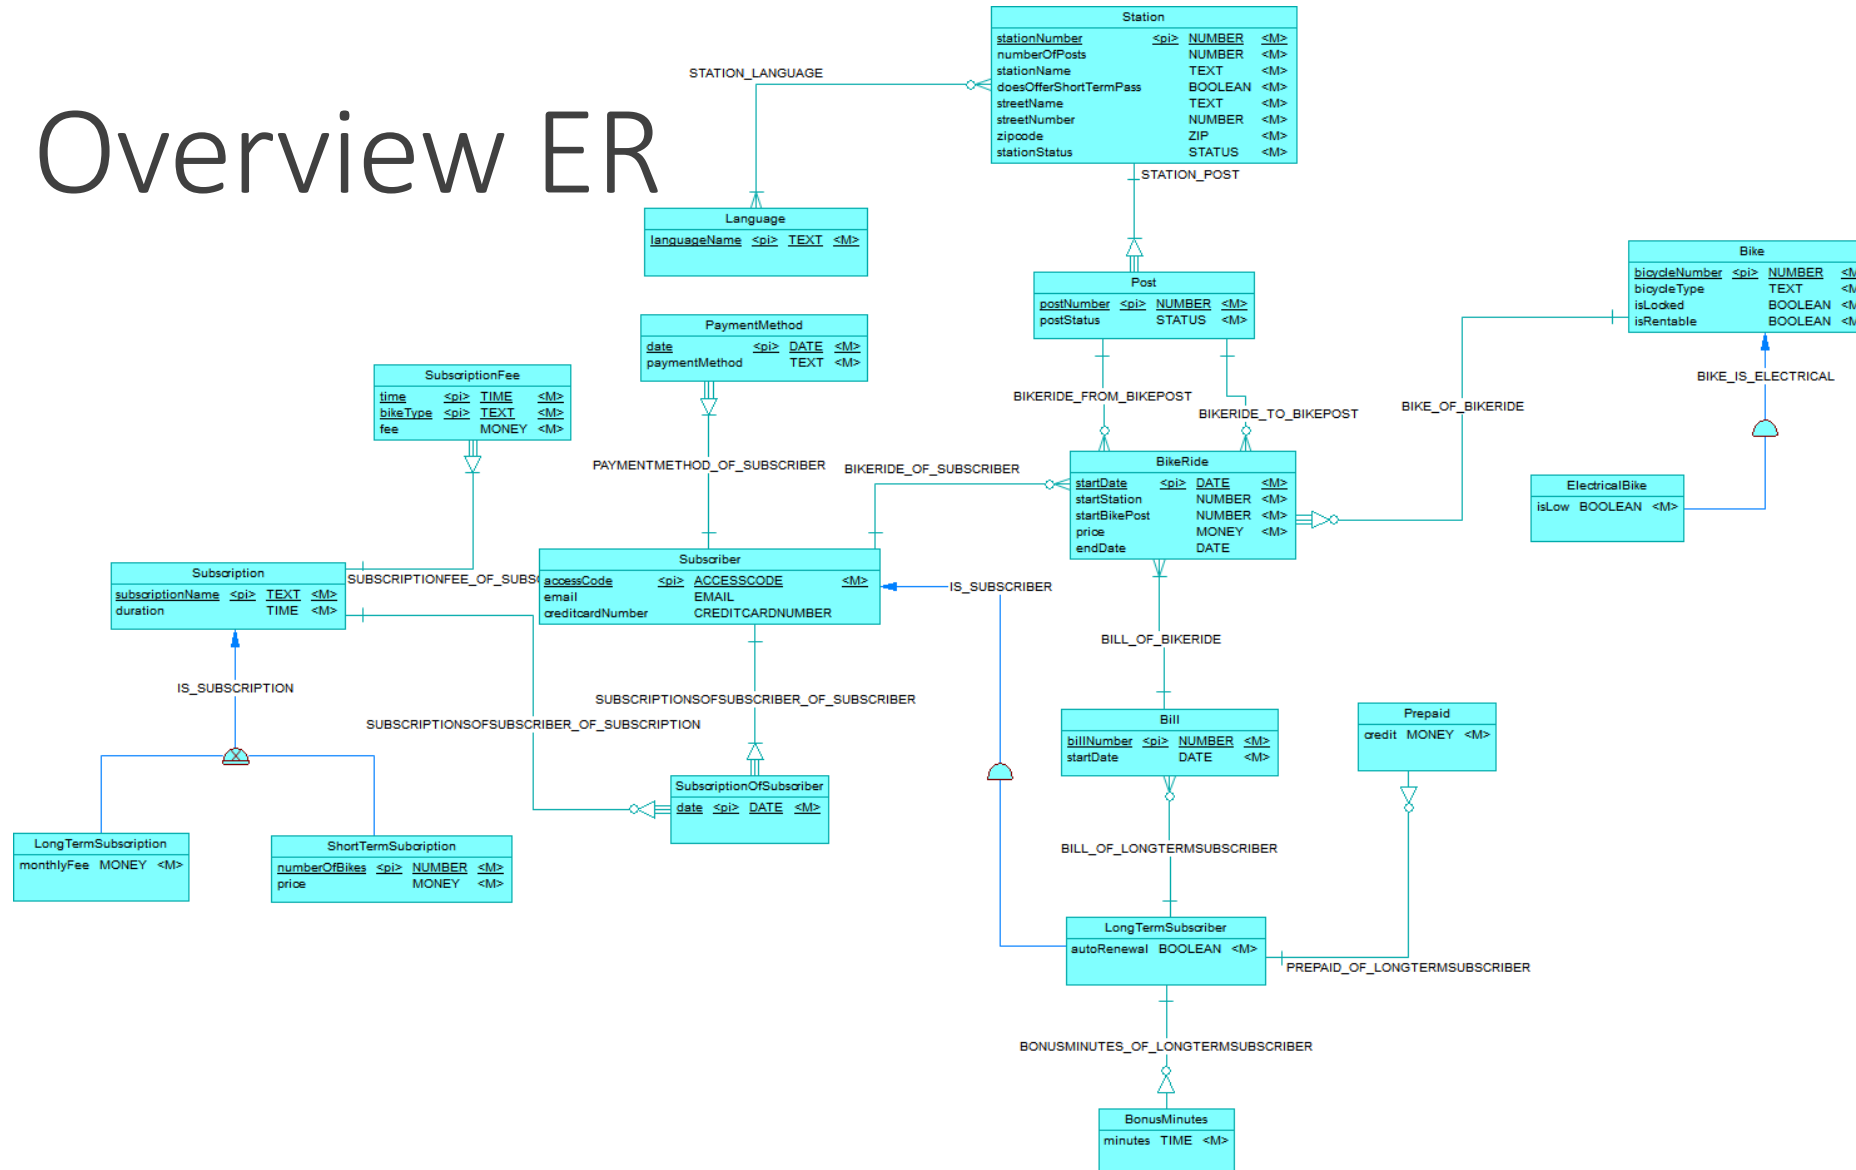 Overview ER
Station
stationNumber <pi> NUMBER <M>
numberOfPosts NUMBER <M>
stationName TEXT <M>
doesOfferShortTermPass BOOLEAN <M>
streetName TEXT <M>
streetNumber NUMBER <M>
zipcode ZIP <M>
stationStatus STATUS <M>
STATION_LANGUAGE
STATION_POST
Language
languageName <pi> TEXT <M>
Post
postNumber <pi> NUMBER <M>
postStatus STATUS <M>
Bike
bicycleNumber <pi> NUMBER
bicycleType TEXT
isLocked BOOLEAN
isRentable BOOLEAN
PaymentMethod
date <pi> DATE <M>
paymentMethod TEXT <M>
SubscriptionFee
time <pi> TIME <M>
bikeType <pi> TEXT <M>
fee MONEY <M>
BIKE_IS_ELECTRICAL
BIKERIDE_FROM_BIKEPOST
BIKERIDE_TO_BIKEPOST
BIKE_OF_BIKERIDE
PAYMENTMETHOD_OF_SUBSCRIBER
BIKERIDE_OF_SUBSCRIBER
BikeRide
startDate <pi> DATE <M>
startStation NUMBER <M>
startBikePost NUMBER <M>
price MONEY <M>
endDate DATE
ElectricalBike
isLow BOOLEAN <M>
Subscription
subscriptionName <pi> TEXT <M>
duration TIME <M>
SUBSCRIPTIONFEE_OF_SUBS
Subscriber
accessCode <pi> ACCESSCODE <M>
email EMAIL
creditcardNumber CREDITCARDNUMBER
IS_SUBSCRIBER
BILL_OF_BIKERIDE
IS_SUBSCRIPTION
SUBSCRIPTIONSOFSUBSCRIBER_OF_SUBSCRIBER
SUBSCRIPTIONSOFSUBSCRIBER_OF_SUBSCRIPTION
Bill
billNumber <pi> NUMBER <M>
startDate DATE <M>
Prepaid
credit MONEY <M>
SubscriptionOfSubscriber
date <pi> DATE <M>
LongTermSubscription
monthlyFee MONEY <M>
ShortTermSubcription
numberOfBikes <pi> NUMBER <M>
price MONEY <M>
BILL_OF_LONGTERMSUBSCRIBER
LongTermSubscriber
autoRenewal BOOLEAN <M>
PREPAID_OF_LONGTERMSUBSCRIBER
BONUSMINUTES_OF_LONGTERMSUBSCRIBER
BonusMinutes
minutes TIME <M>